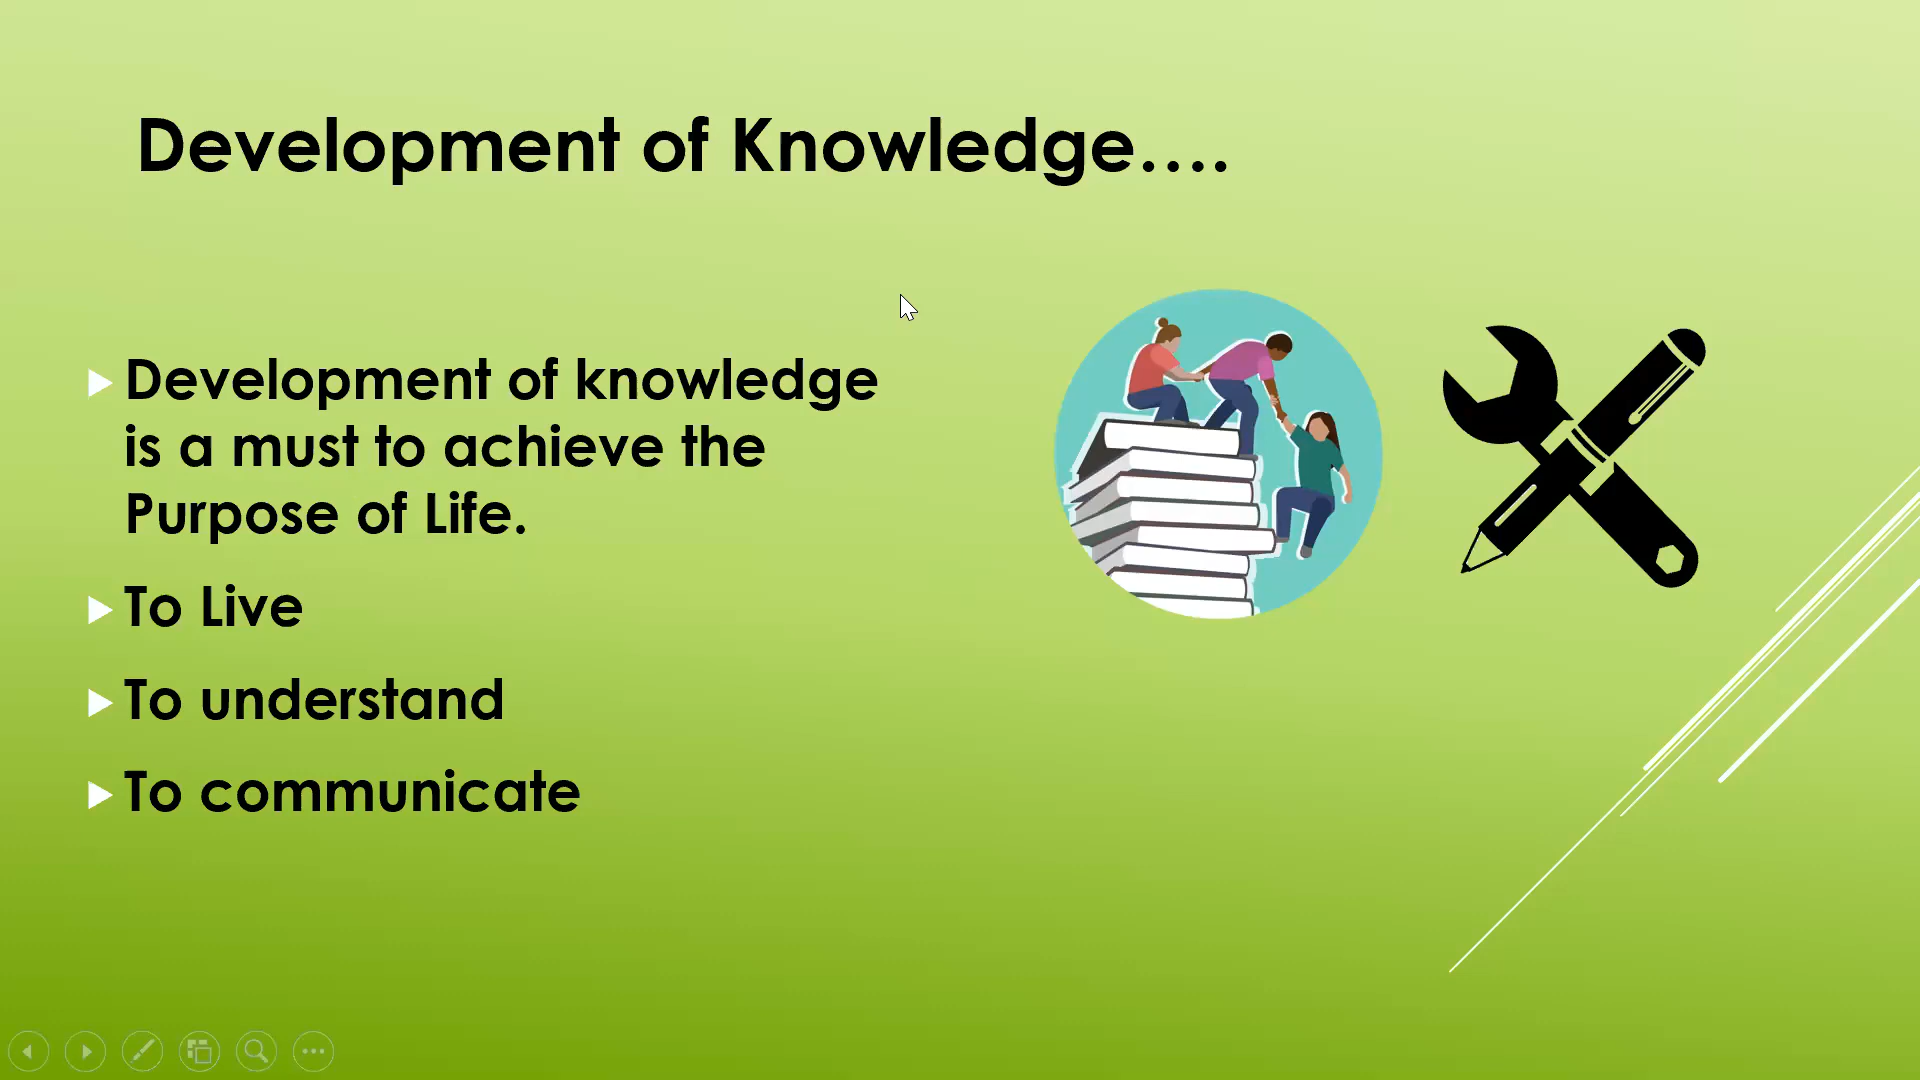 Development of Knowledge....
Development of knowledge
is a must to achieve the
Purpose of Life.
To Live
To understand
To communicate